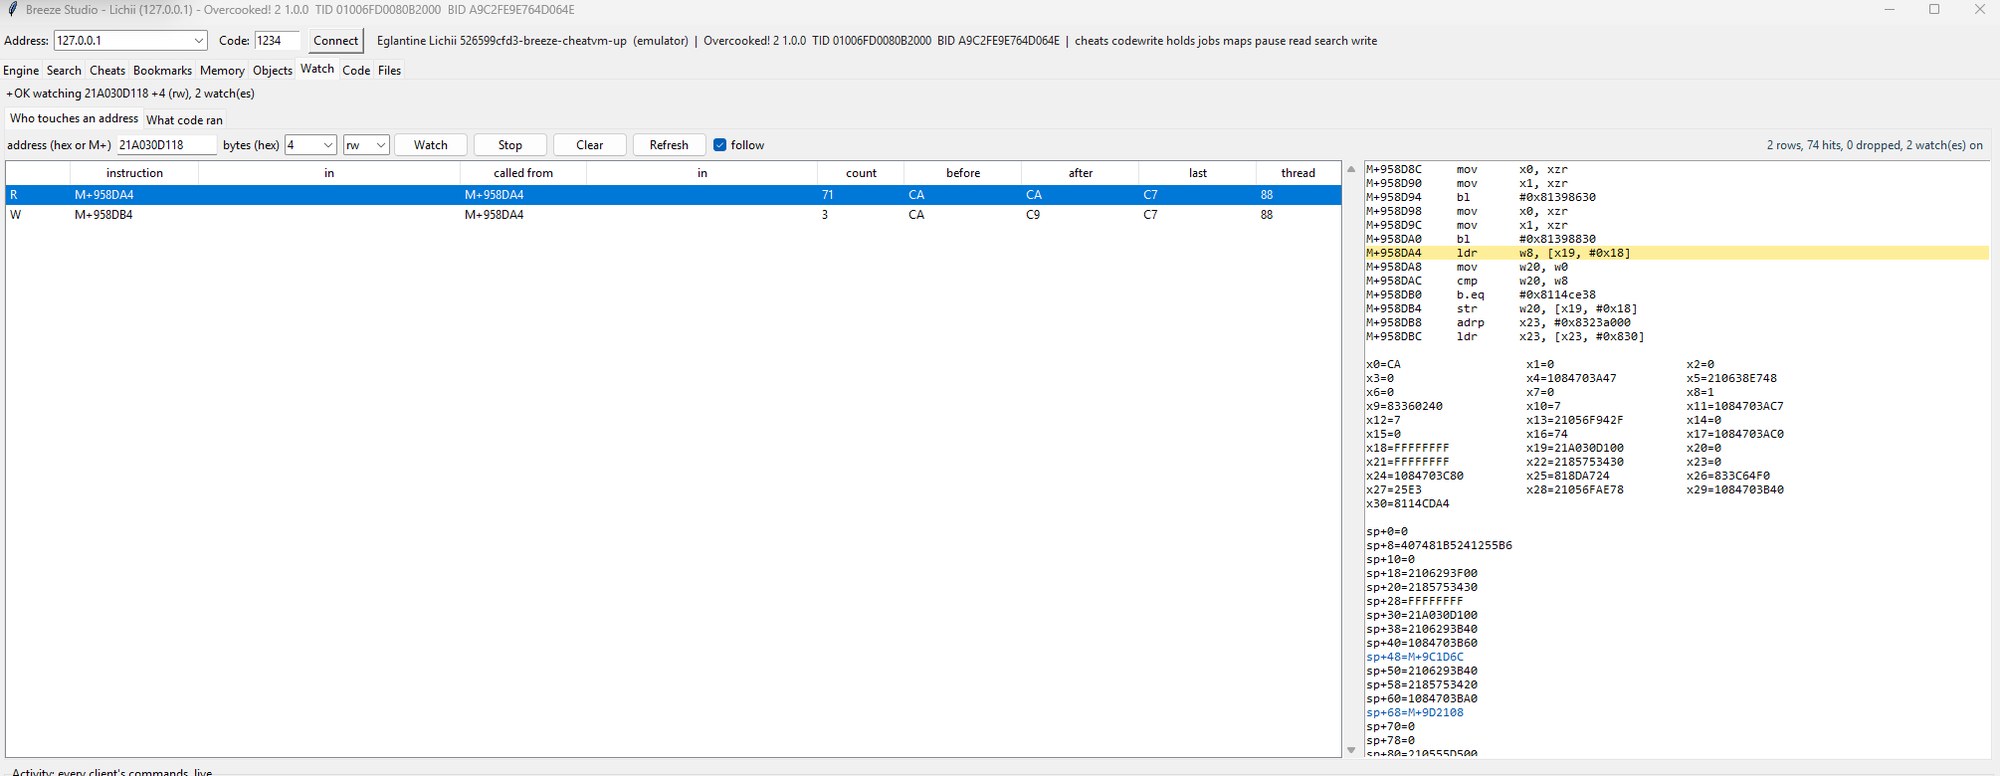 Breeze Studio - Lichii (127.0.0.1) - Overcooked! 2 1.0.0 TID 01006FD0080B2000 BID A9C2FE9E764D064E
Address: 127.0.0.1 Code: 1234 Connect Eglantine Lichii 526599cfd3-breeze-cheatvm-up (emulator) | Overcooked! 2 1.0.0 TID 01006FD0080B2000 BID A9C2FE9E764D064E | cheats codewrite holds jobs maps pause read search write
Engine Search Cheats Bookmarks Memory Objects Watch Code Files
+OK watching 21A030D118 +4 (rw), 2 watch(es)
Who touches an address What code ran
address (hex or M+) 21A030D118 bytes (hex) 4 rw Watch Stop Clear Refresh follow 2 rows, 74 hits, 0 dropped, 2 watch(es) on
instruction in called from in count before after last thread
R M+958DA4 M+958DA4 71 CA CA C7 88
W M+958DB4 M+958DA4 3 CA C9 C7 88
M+958D8C mov x0, xzr
M+958D90 mov x1, xzr
M+958D94 bl #0x81398630
M+958D98 mov x0, xzr
M+958D9C mov x1, xzr
M+958DA0 bl #0x81398830
M+958DA4 ldr w8, [x19, #0x18]
M+958DA8 mov w20, w0
M+958DAC cmp w20, w8
M+958DB0 b.eq #0x8114ce38
M+958DB4 str w20, [x19, #0x18]
M+958DB8 adrp x23, #0x8323a000
M+958DBC ldr x23, [x23, #0x830]
x0=CA x1=0 x2=0
x3=0 x4=1084703A47 x5=210638E748
x6=0 x7=0 x8=1
x9=83360240 x10=7 x11=1084703AC7
x12=7 x13=21056F942F x14=0
x15=0 x16=74 x17=1084703AC0
x18=FFFFFFFF x19=21A030D100 x20=0
x21=FFFFFFFF x22=2185753430 x23=0
x24=1084703C80 x25=818DA724 x26=833C64F0
x27=25E3 x28=21056FAE78 x29=1084703B40
x30=8114CDA4
sp+0=0
sp+8=407481B5241255B6
sp+10=0
sp+18=2106293F00
sp+20=2185753430
sp+28=FFFFFFFF
sp+30=21A030D100
sp+38=2106293B40
sp+40=1084703B60
sp+48=M+9C1D6C
sp+50=2106293B40
sp+58=2185753420
sp+60=1084703BA0
sp+68=M+9D2108
sp+70=0
sp+78=0
sp+80=210555D500
Activity: every client's commands, live